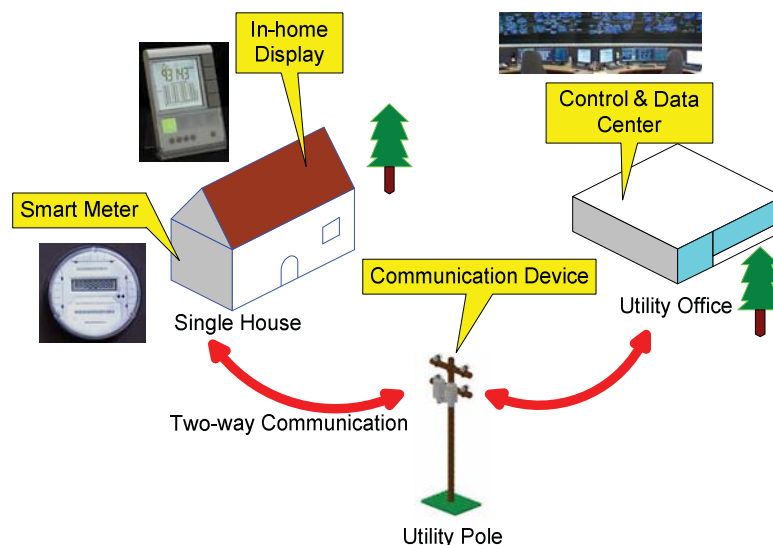 In-home
Display
Control & Data
Center
Smart Meter
Communication Device
Single House
Utility Office
Two-way Communication
Utility Pole